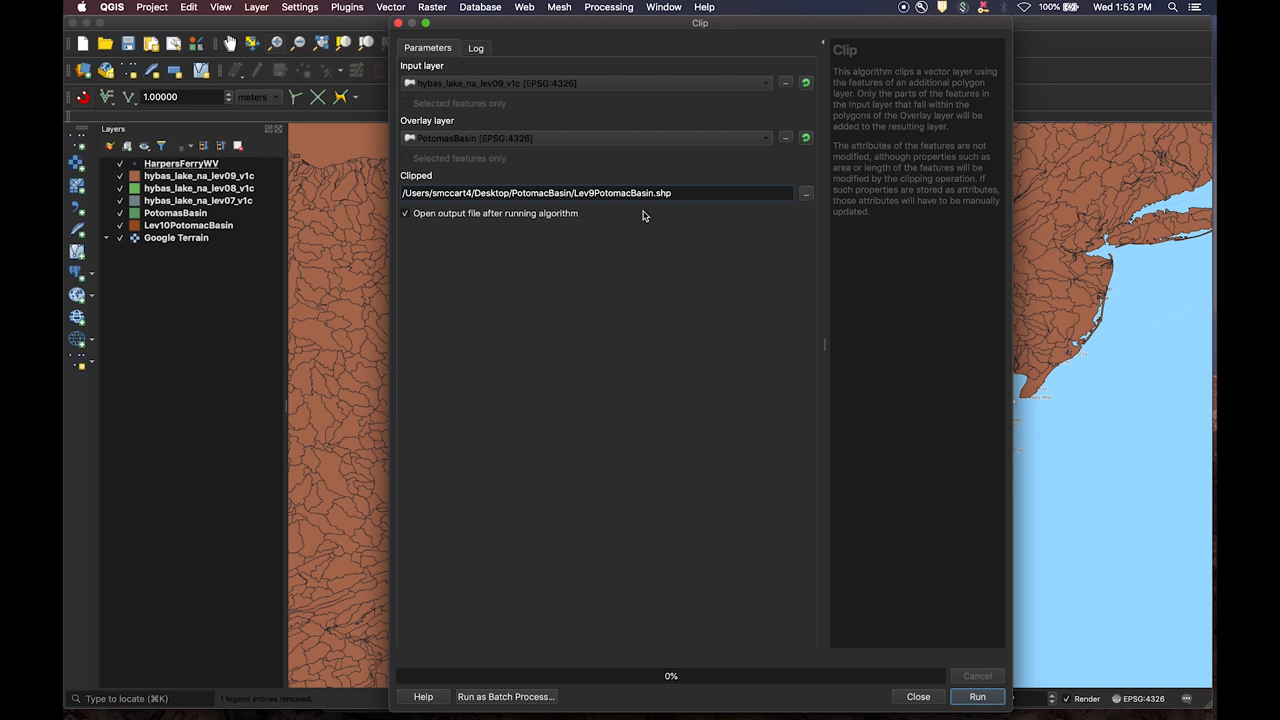 QGIS Project Edit View Layer Settings Plugins Vector Raster Database Web Mesh Processing Window Help 100% Wed 1:53 PM
Clip
1.00000 meters
Layers
HarpersFerryWV
hybas_lake_na_lev09_v1c
hybas_lake_na_lev08_v1c
hybas_lake_na_lev07_v1c
PotomasBasin
Lev10PotomacBasin
Google Terrain
Parameters Log
Input layer
hybas_lake_na_lev09_v1c [EPSG:4326]
Selected features only
Overlay layer
PotomasBasin [EPSG:4326]
Selected features only
Clipped
/Users/smccart4/Desktop/PotomacBasin/Lev9PotomacBasin.shp
Open output file after running algorithm
Clip
This algorithm clips a vector layer using
the features of an additional polygon
layer. Only the parts of the features in
the Input layer that fall within the
polygons of the Overlay layer will be
added to the resulting layer.
The attributes of the features are not
modified, although properties such as
area or length of the features will be
modified by the clipping operation. If
such properties are stored as attributes,
those attributes will have to be manually
updated.
0% Cancel
Help Run as Batch Process... Close Run
Type to locate (⌘K) 1 legend entries removed. Render EPSG:4326